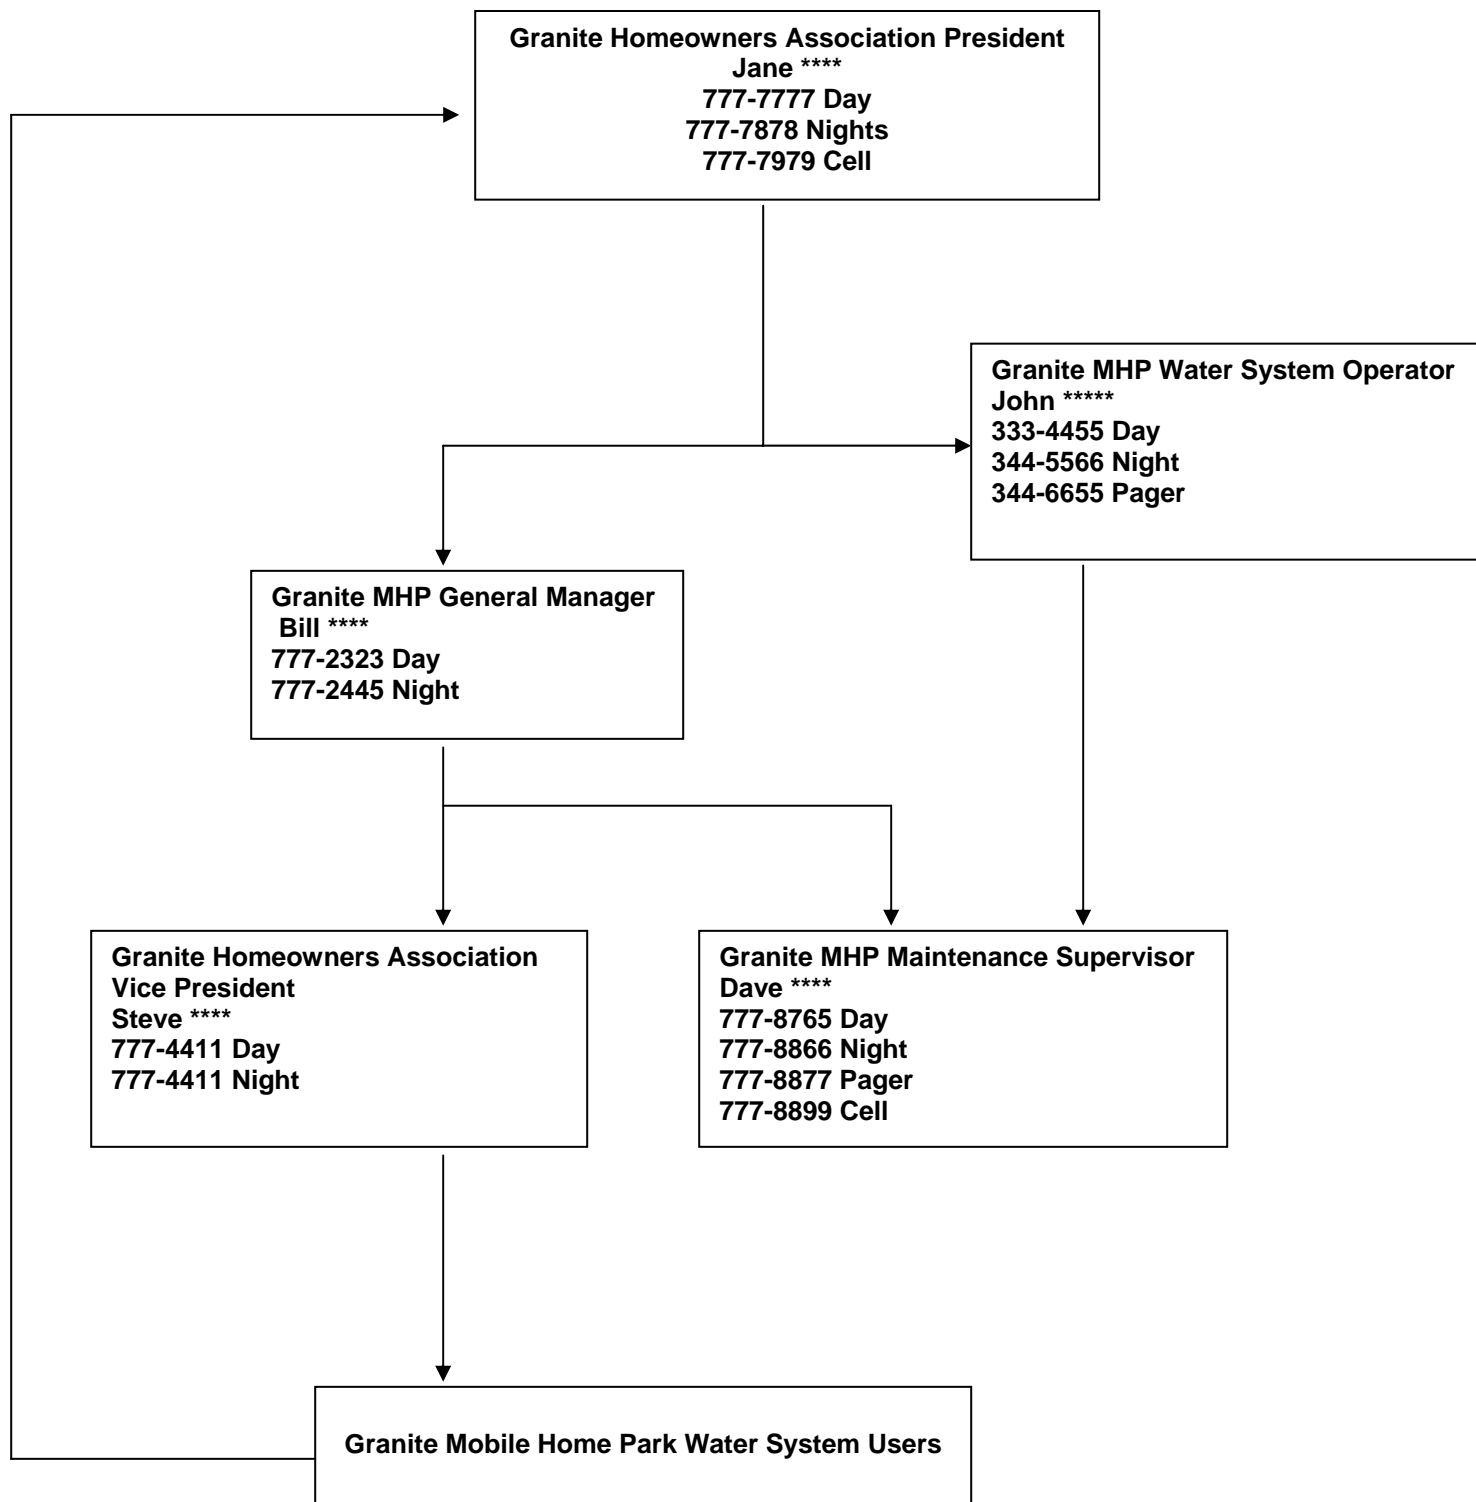 Granite Homeowners Association President
Jane ****
777-7777 Day
777-7878 Nights
777-7979 Cell
Granite MHP Water System Operator
John *****
333-4455 Day
344-5566 Night
344-6655 Pager
Granite MHP General Manager
Bill ****
777-2323 Day
777-2445 Night
Granite Homeowners Association
Vice President
Steve ****
777-4411 Day
777-4411 Night
Granite MHP Maintenance Supervisor
Dave ****
777-8765 Day
777-8866 Night
777-8877 Pager
777-8899 Cell
Granite Mobile Home Park Water System Users